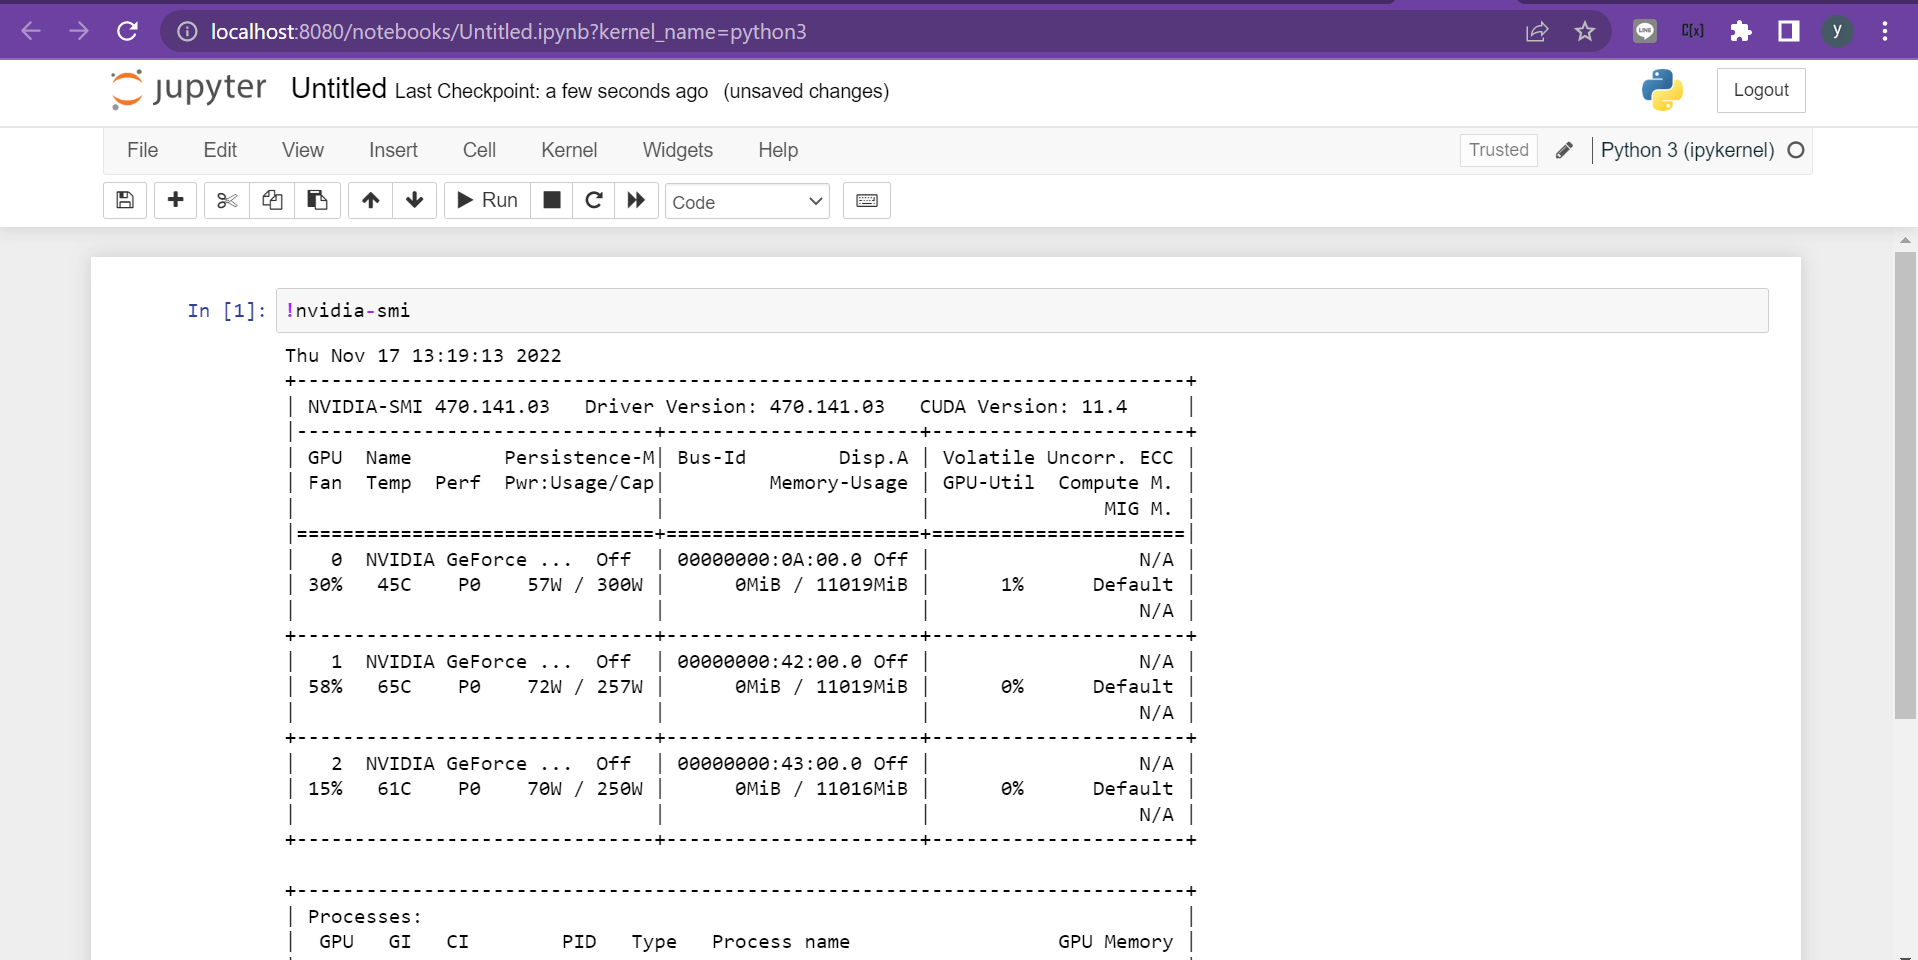 localhost:8080/notebooks/Untitled.ipynb?kernel_name=python3
LINE
C[x]
y
jupyter Untitled Last Checkpoint: a few seconds ago (unsaved changes)
Logout
File Edit View Insert Cell Kernel Widgets Help
Trusted
Python 3 (ipykernel)
Run
Code
In [1]: !nvidia-smi
Thu Nov 17 13:19:13 2022
+-----------------------------------------------------------------------------+
| NVIDIA-SMI 470.141.03   Driver Version: 470.141.03   CUDA Version: 11.4     |
|-------------------------------+----------------------+----------------------+
| GPU  Name        Persistence-M| Bus-Id        Disp.A | Volatile Uncorr. ECC |
| Fan  Temp  Perf  Pwr:Usage/Cap|         Memory-Usage | GPU-Util  Compute M. |
|                               |                      |               MIG M. |
|===============================+======================+======================|
|   0  NVIDIA GeForce ...  Off  | 00000000:0A:00.0 Off |                  N/A |
| 30%   45C    P0    57W / 300W |      0MiB / 11019MiB |      1%      Default |
|                               |                      |                  N/A |
+-------------------------------+----------------------+----------------------+
|   1  NVIDIA GeForce ...  Off  | 00000000:42:00.0 Off |                  N/A |
| 58%   65C    P0    72W / 257W |      0MiB / 11019MiB |      0%      Default |
|                               |                      |                  N/A |
+-------------------------------+----------------------+----------------------+
|   2  NVIDIA GeForce ...  Off  | 00000000:43:00.0 Off |                  N/A |
| 15%   61C    P0    70W / 250W |      0MiB / 11016MiB |      0%      Default |
|                               |                      |                  N/A |
+-------------------------------+----------------------+----------------------+
+-----------------------------------------------------------------------------+
| Processes:                                                                  |
|  GPU   GI   CI        PID   Type   Process name                  GPU Memory |